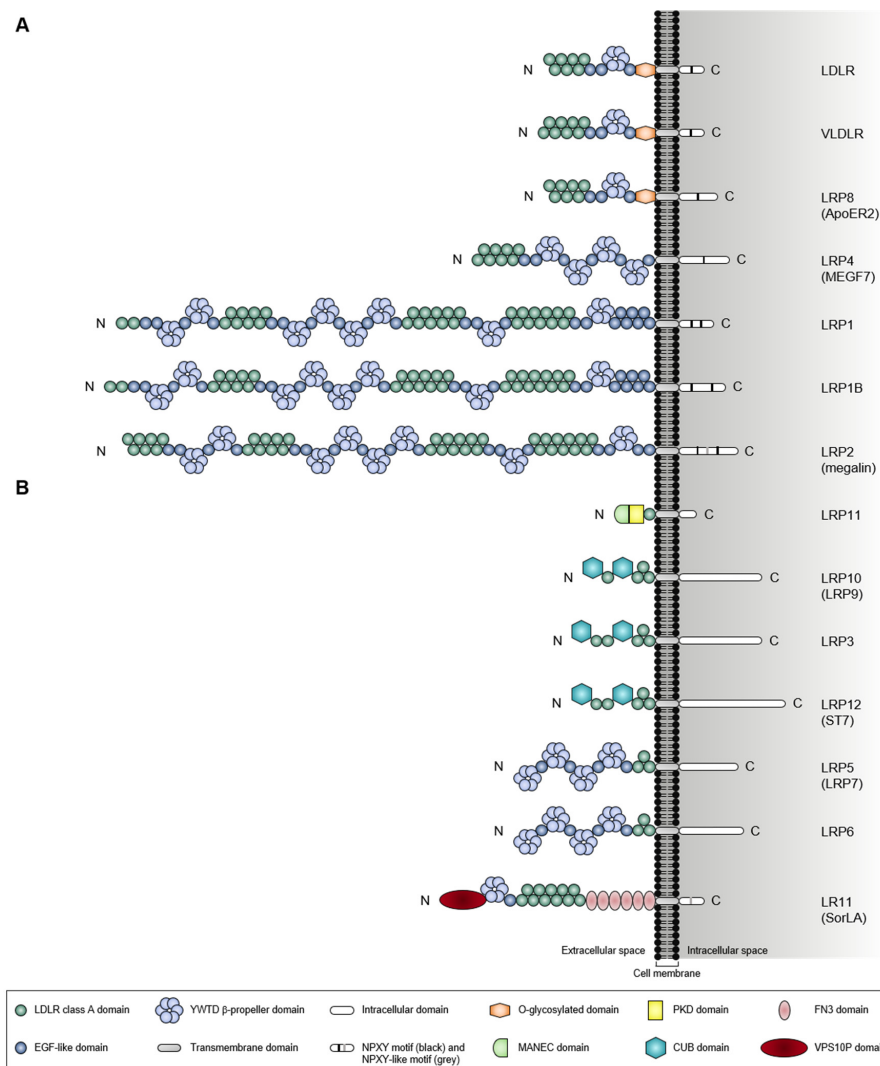 A
N C LDLR
N C VLDLR
N C LRP8
(ApoER2)
N C LRP4
(MEGF7)
N C LRP1
N C LRP1B
N C LRP2
(megalin)
B
N C LRP11
N C LRP10
(LRP9)
N C LRP3
N C LRP12
(ST7)
N C LRP5
(LRP7)
N C LRP6
N C LR11
(SorLA)
Extracellular space Intracellular space
Cell membrane
LDLR class A domain YWTD β-propeller domain Intracellular domain O-glycosylated domain PKD domain FN3 domain
EGF-like domain Transmembrane domain NPXY motif (black) and
NPXY-like motif (grey) MANEC domain CUB domain VPS10P domain